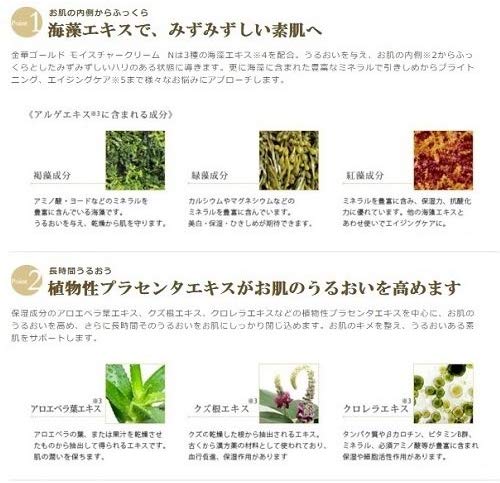 Point
1
お肌の内側からふっくら
海藻エキスで、みずみずしい素肌へ
金華ゴールド モイスチャークリーム Nは3種の海藻エキス※4を配合。うるおいを与え、お肌の内側※2からふっ
くらとしたみずみずしいハリのある状態に導きます。更に海藻に含まれた豊富なミネラルで引きしめからブライト
ニング、エイジングケア※5まで様々なお悩みにアプローチします。
《アルゲエキス※3に含まれる成分》
褐藻成分
アミノ酸・ヨードなどのミネラルを
豊富に含んでいる海藻です。
うるおいを与え、乾燥から肌を守ります。
緑藻成分
カルシウムやマグネシウムなどの
ミネラルを豊富に含んでいます。
美白・保湿・ひきしめが期待できます。
紅藻成分
ミネラルを豊富に含み、保湿力、抗酸化
力に優れています。他の海藻エキスと
あわせ使いでエイジングケアに。
Point
2
長時間うるおう
植物性プラセンタエキスがお肌のうるおいを高めます
保湿成分のアロエベラ葉エキス、クズ根エキス、クロレラエキスなどの植物性プラセンタエキスを中心に、お肌の
うるおいを高め、さらに長時間そのうるおいをお肌にしっかり閉じ込めます。お肌のキメを整え、うるおいある素
肌をサポートします。
アロエベラ葉エキス※3
アロエベラの葉、または果汁を乾燥させ
たものから抽出して得られるエキスです。
肌の潤いを保ちます。
クズ根エキス※3
クズの乾燥した根から抽出するエキス。
古くから漢方薬の材料として使われており、
血行促進、保湿作用があります。
クロレラエキス※3
タンパク質やβカロチン、ビタミンB群、
ミネラル、必須アミノ酸等が豊富に含まれ
保湿や細胞活性作用があります。